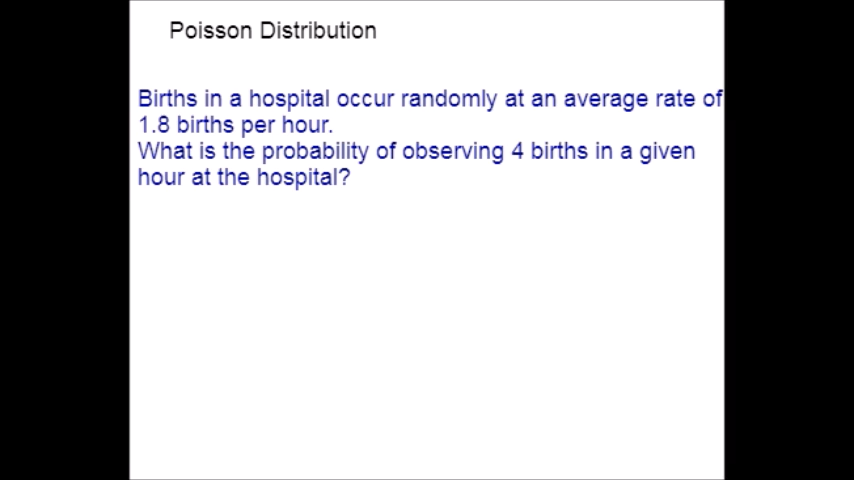 Poisson Distribution
Births in a hospital occur randomly at an average rate of
1.8 births per hour.
What is the probability of observing 4 births in a given
hour at the hospital?